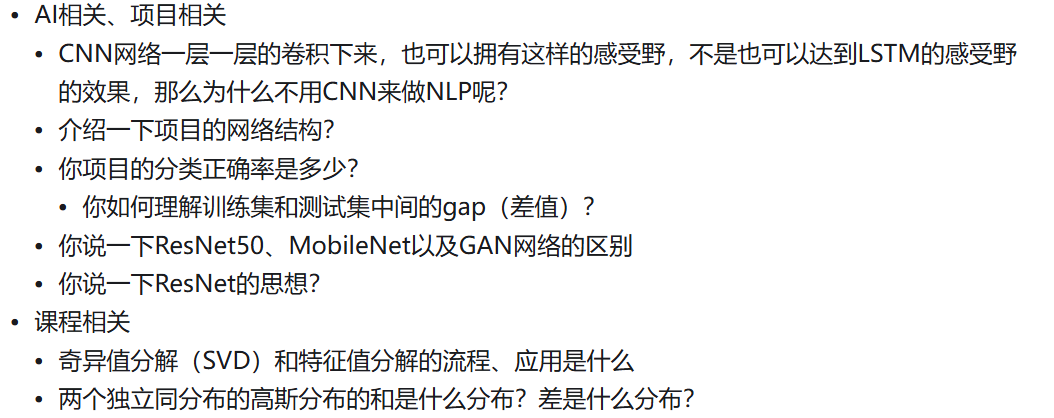 • AI相关、项目相关
• CNN网络一层一层的卷积下来，也可以拥有这样的感受野，不是也可以达到LSTM的感受野
的效果，那么为什么不用CNN来做NLP呢？
• 介绍一下项目的网络结构？
• 你项目的分类正确率是多少？
• 你如何理解训练集和测试集中间的gap（差值）？
• 你说一下ResNet50、MobileNet以及GAN网络的区别
• 你说一下ResNet的思想？
• 课程相关
• 奇异值分解（SVD）和特征值分解的流程、应用是什么
• 两个独立同分布的高斯分布的和是什么分布？差是什么分布？